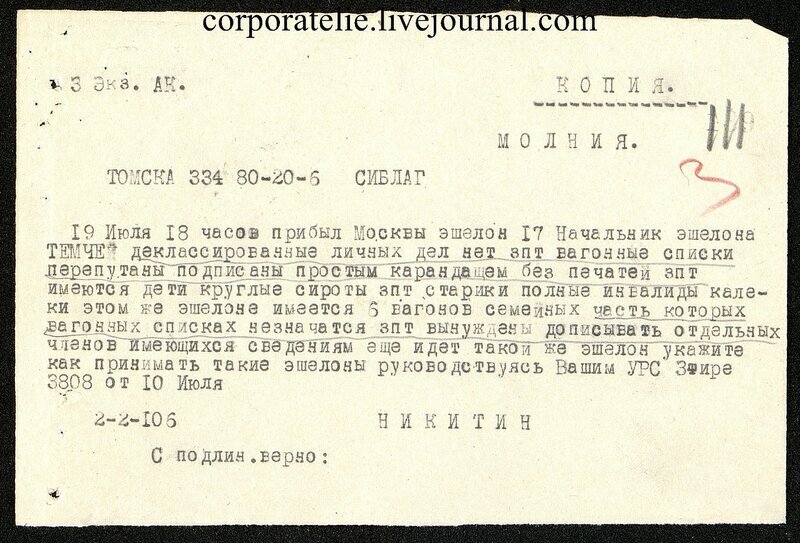 corporatelie.livejournal.com
3 Экз. АК.
КОПИЯ.
МОЛНИЯ.
ТОМСКА 334 80-20-6 СИБЛАГ
19 Июля 18 часов прибыл Москвы эшелон 17 Начальник эшелона
ТЕМЧЕ деклассированные личных дел нет зпт вагонные списки
перепутаны подписаны простым карандащем без печатей зпт
имеются дети круглые сироты зпт старики полные инвалиды кале-
ки этом же эшелоне имеется 6 вагонов семейных часть которых
вагонных списках незначатся зпт вынуждены дописывать отдельных
членов имеющихся сведениям еще идет такой же эшелон укажите
как принимать такие эшелоны руководствуясь Вашим УРС Зфире
3808 от 10 Июля
2-2-106 НИКИТИН
С подлин.верно: